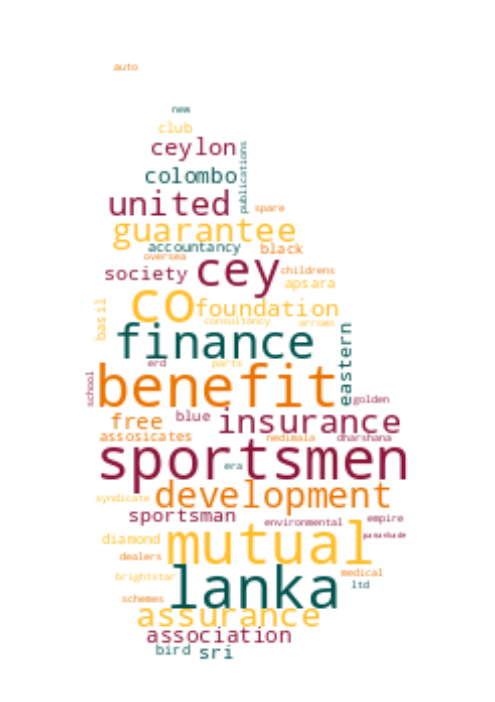 auto
new
club
ceylon
publications
colombo
united
spare
guarantee
accountancy
black
oversea
cey
society
childrens
apsara
co
foundation
basil
consultancy
arrows
finance
eastern
erd
parts
benefit
school
golden
free
blue
insurance
assosicates
nedimala
dharshana
sportsmen
era
syndicate
development
sportsman
environmental
empire
diamond
mutual
dealers
brightstar
medical
lanka
ltd
schemes
assurance
association
bird
sri